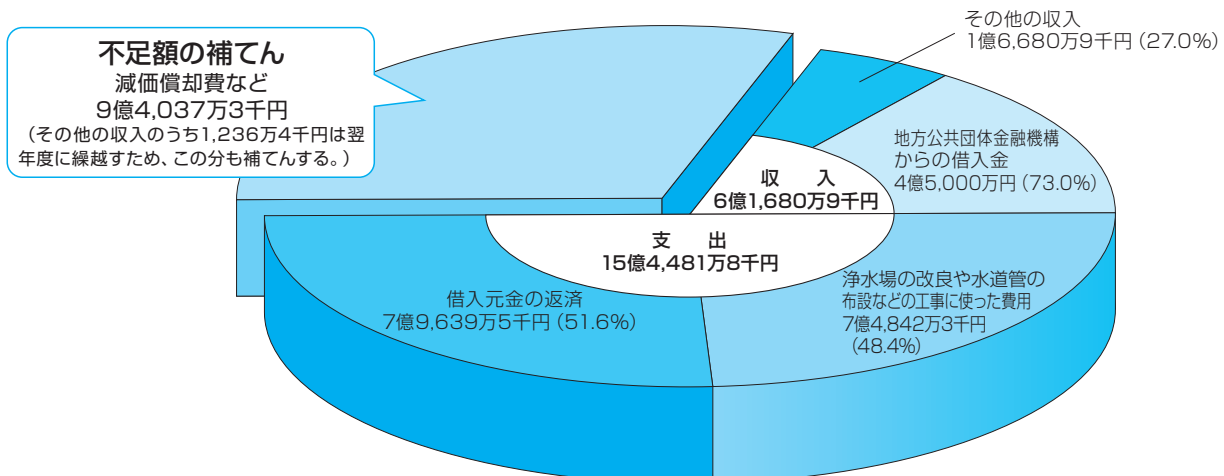 不足額の補てん
減価償却費など
9億4,037万3千円
(その他の収入のうち1,236万4千円は翌
年度に繰越すため、この分も補てんする。)
その他の収入
1億6,680万9千円(27.0%)
地方公共団体金融機構
からの借入金
4億5,000万円(73.0%)
収 入
6億1,680万9千円
支 出
15億4,481万8千円
借入元金の返済
7億9,639万5千円(51.6%)
浄水場の改良や水道管の
布設などの工事に使った費用
7億4,842万3千円
(48.4%)